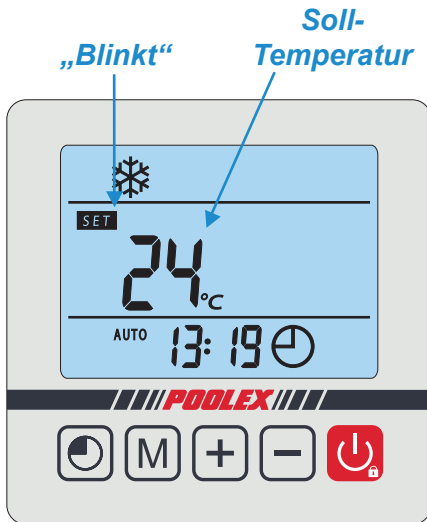 Soll-
„Blinkt“ Temperatur
SET
24 °C
AUTO 13:19
POOLEX
M + −